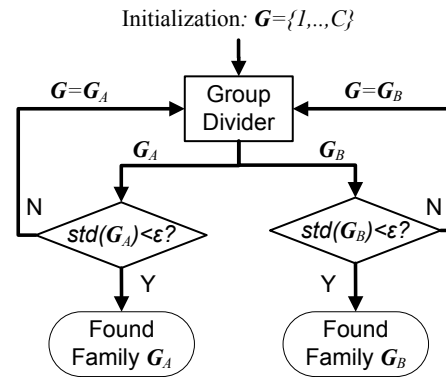 Initialization: G={1,..,C}
G=G_A
Group
Divider
G=G_B
G_A
G_B
N
std(G_A)<ε?
std(G_B)<ε?
N
Y
Y
Found
Family G_A
Found
Family G_B